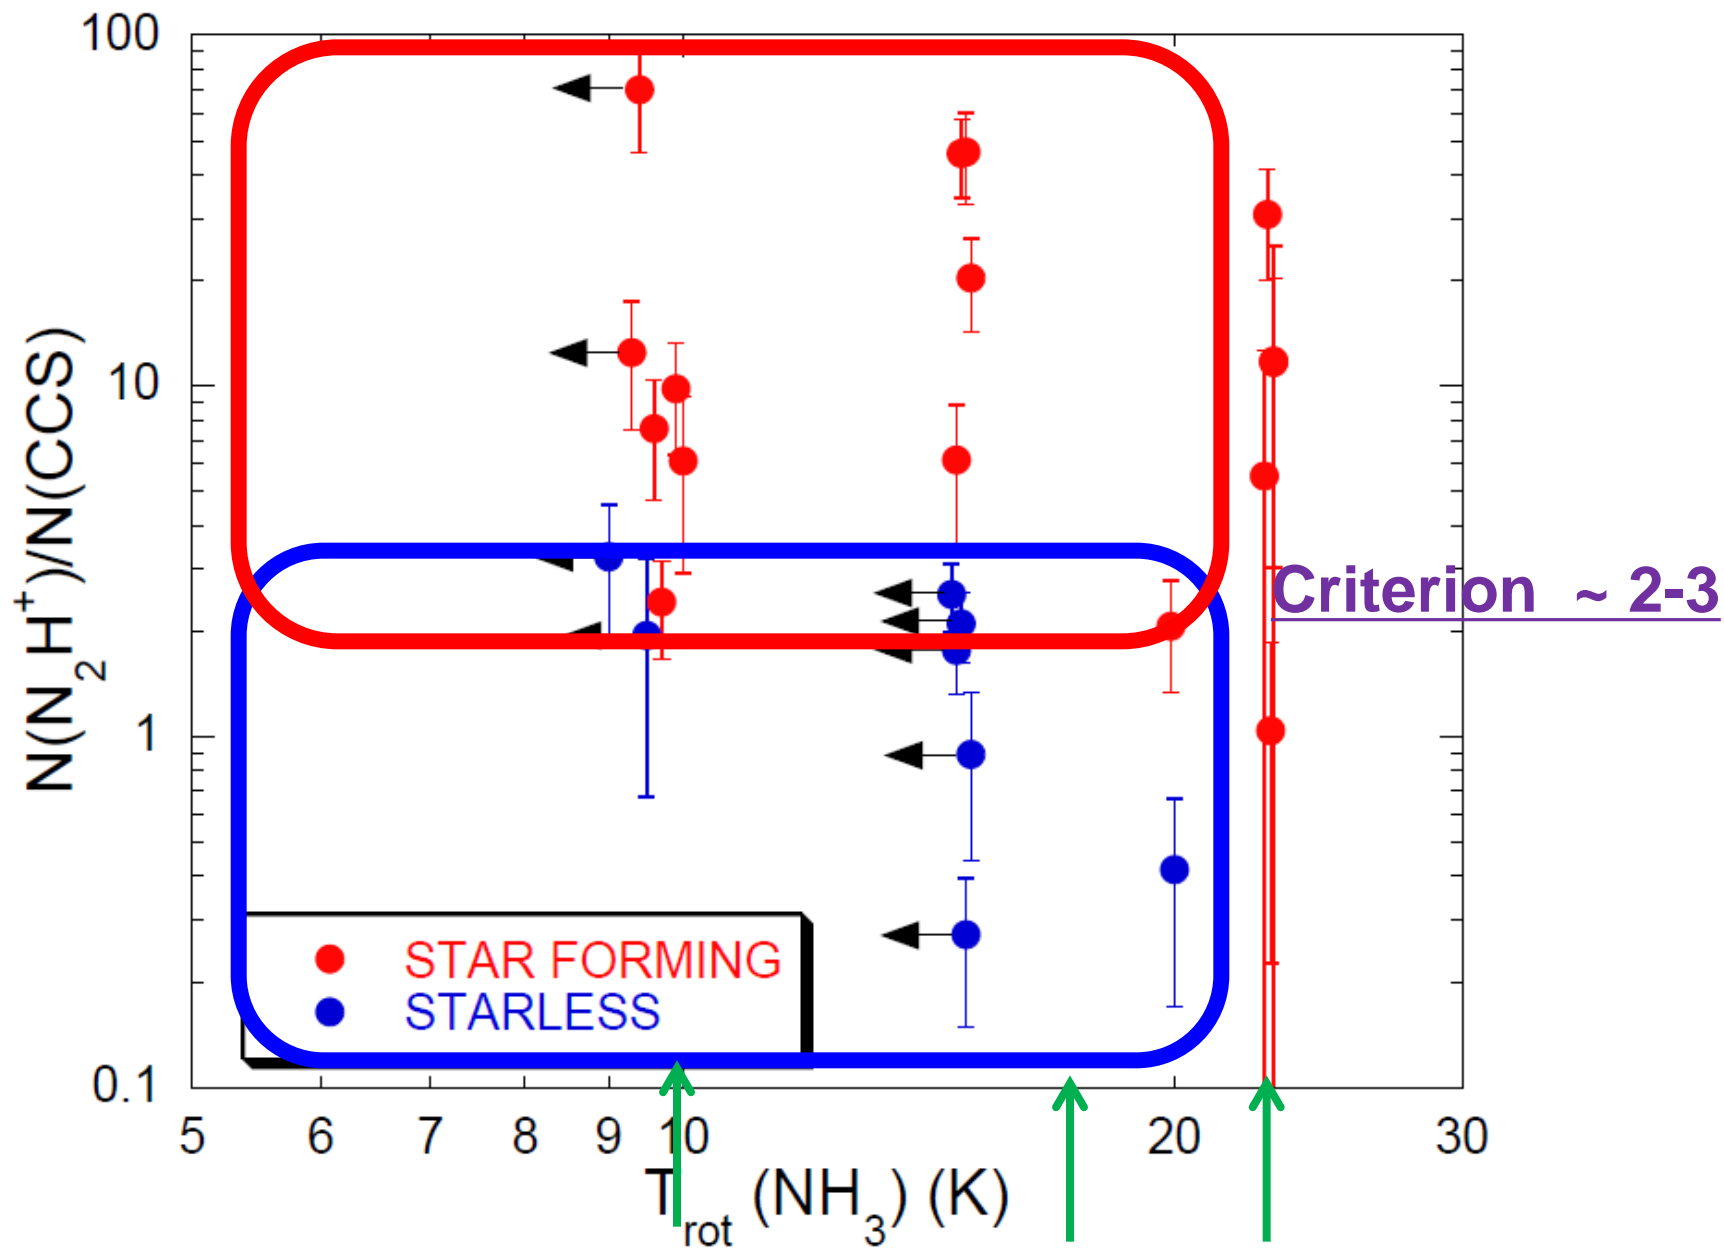 100
10
1
0.1
N(N2H+)/N(CCS)
Criterion ~ 2-3
STAR FORMING
STARLESS
5 6 7 8 9 10 20 30
Trot (NH3) (K)